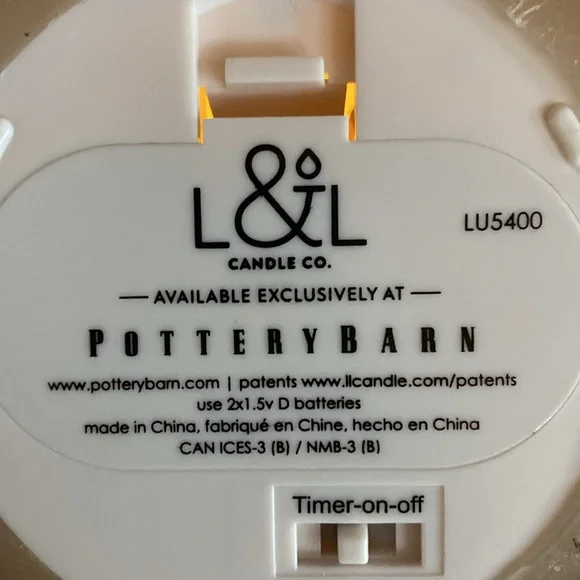 L&L
CANDLE CO.
LU5400
— AVAILABLE EXCLUSIVELY AT —
POTTERYBARN
www.potterybarn.com | patents www.llcandle.com/patents
use 2x1.5v D batteries
made in China, fabriqué en Chine, hecho en China
CAN ICES-3 (B) / NMB-3 (B)
Timer-on-off